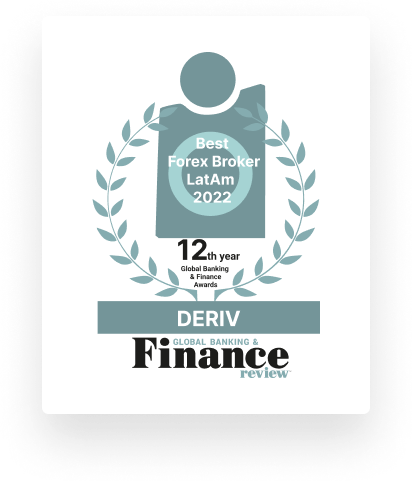 Best
Forex Broker
LatAm
2022
12th year
Global Banking
& Finance
Awards
DERIV
GLOBAL BANKING &
Finance
review